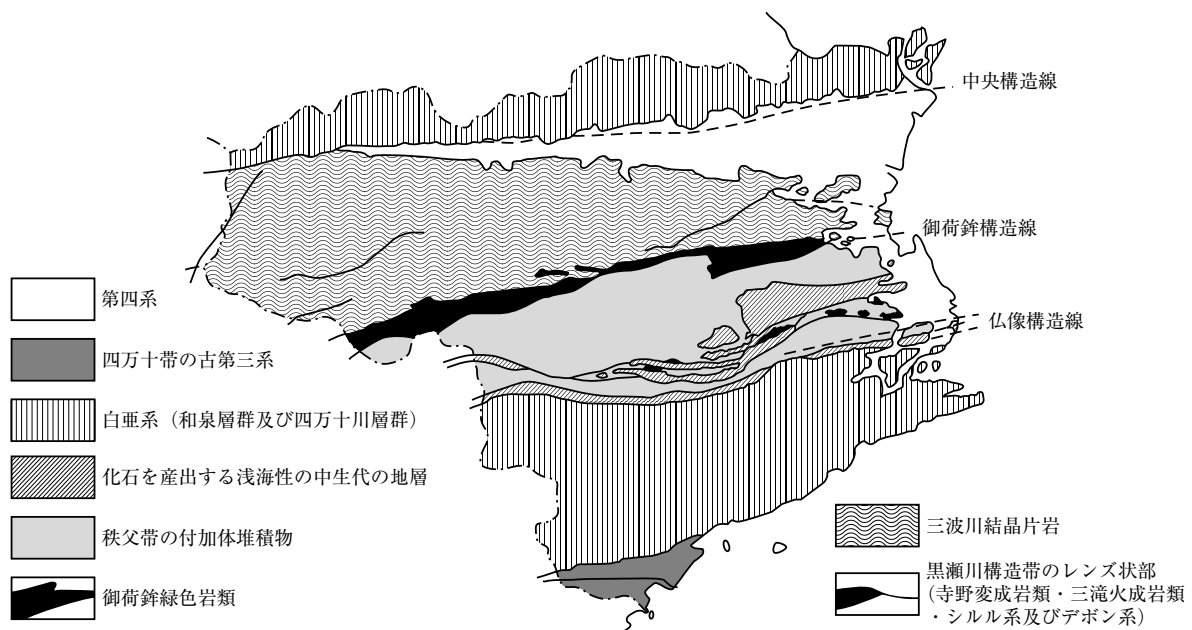 中央構造線
御荷鉾構造線
仏像構造線
第四系
四万十帯の古第三系
白亜系（和泉層群及び四万十川層群）
化石を産出する浅海性の中生代の地層
秩父帯の付加体堆積物
御荷鉾緑色岩類
三波川結晶片岩
黒瀬川構造帯のレンズ状部
(寺野変成岩類・三滝火成岩類
・シルル系及びデボン系）